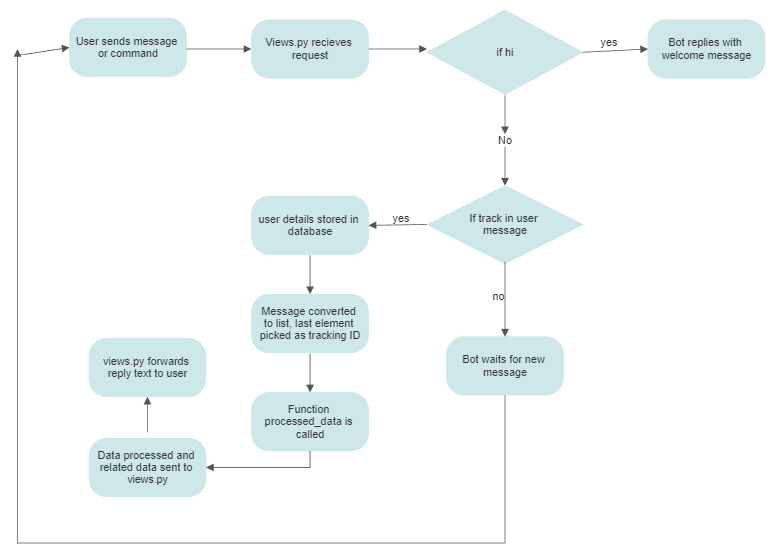 User sends message
or command
Views.py recieves
request
if hi
yes
Bot replies with
welcome message
No
If track in user
message
yes
user details stored in
database
no
Message converted
to list, last element
picked as tracking ID
Bot waits for new
message
views.py forwards
reply text to user
Function
processed_data is
called
Data processed and
related data sent to
views.py